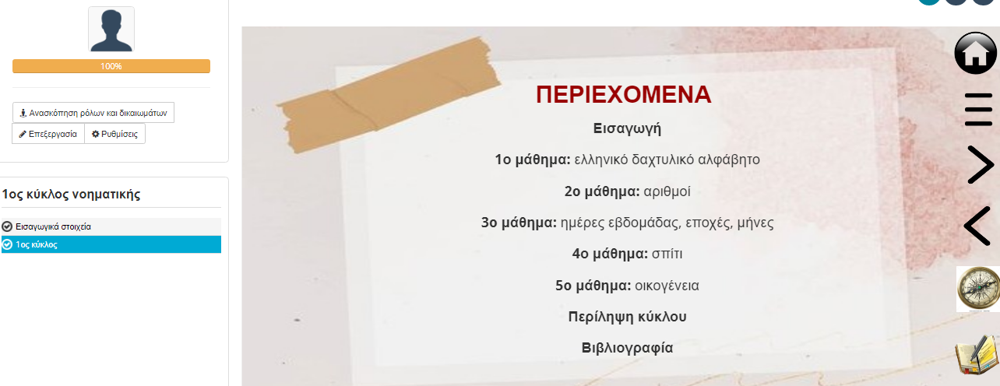 100%
Ανασκόπηση ρόλων και δικαιωμάτων
Επεξεργασία
Ρυθμίσεις
1ος κύκλος νοηματικής
Εισαγωγικά στοιχεία
1ος κύκλος
ΠΕΡΙΕΧΟΜΕΝΑ
Εισαγωγή
1ο μάθημα: ελληνικό δαχτυλικό αλφάβητο
2ο μάθημα: αριθμοί
3ο μάθημα: ημέρες εβδομάδας, εποχές, μήνες
4ο μάθημα: σπίτι
5ο μάθημα: οικογένεια
Περίληψη κύκλου
Βιβλιογραφία